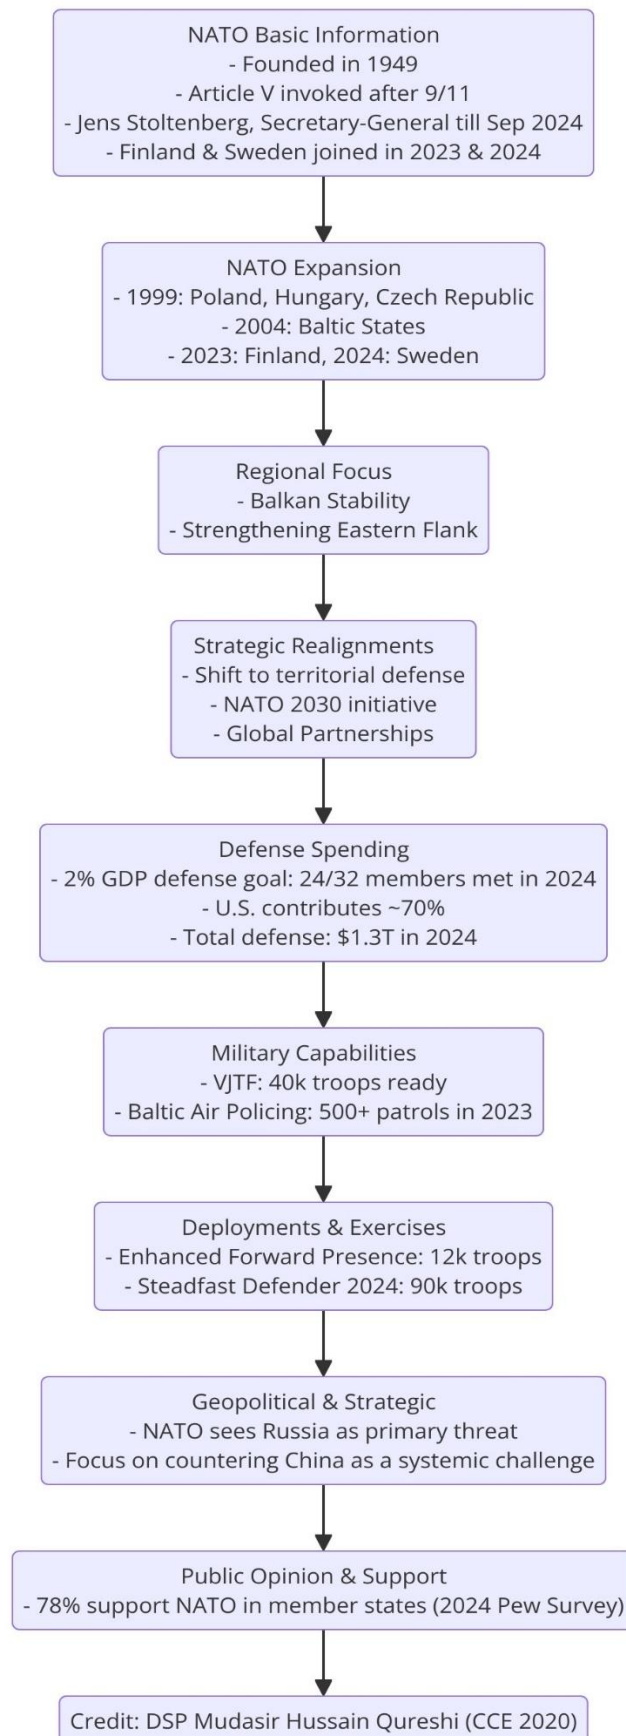 NATO Basic Information
- Founded in 1949
- Article V invoked after 9/11
- Jens Stoltenberg, Secretary-General till Sep 2024
- Finland & Sweden joined in 2023 & 2024
NATO Expansion
- 1999: Poland, Hungary, Czech Republic
- 2004: Baltic States
- 2023: Finland, 2024: Sweden
Regional Focus
- Balkan Stability
- Strengthening Eastern Flank
Strategic Realignments
- Shift to territorial defense
- NATO 2030 initiative
- Global Partnerships
Defense Spending
- 2% GDP defense goal: 24/32 members met in 2024
- U.S. contributes ~70%
- Total defense: $1.3T in 2024
Military Capabilities
- VJTF: 40k troops ready
- Baltic Air Policing: 500+ patrols in 2023
Deployments & Exercises
- Enhanced Forward Presence: 12k troops
- Steadfast Defender 2024: 90k troops
Geopolitical & Strategic
- NATO sees Russia as primary threat
- Focus on countering China as a systemic challenge
Public Opinion & Support
- 78% support NATO in member states (2024 Pew Survey)
Credit: DSP Mudasir Hussain Qureshi (CCE 2020)